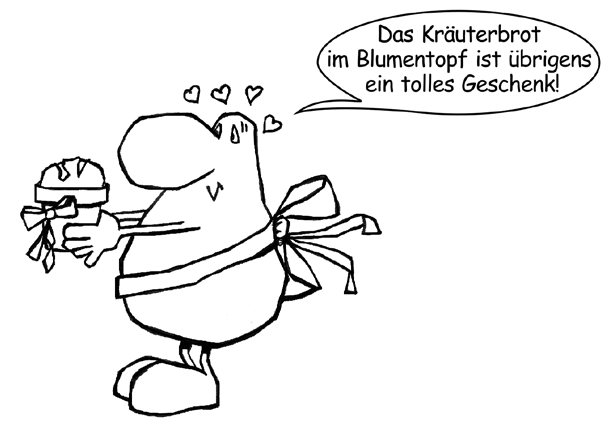 Das Kräuterbrot
im Blumentopf ist übrigens
ein tolles Geschenk!